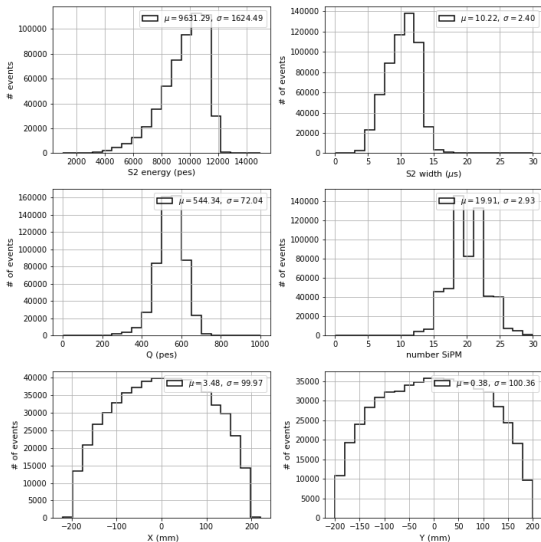 μ = 9631.29, σ = 1624.49
# events
100000
80000
60000
40000
20000
0
2000 4000 6000 8000 10000 12000 14000
S2 energy (pes)
μ = 10.22, σ = 2.40
# of events
140000
120000
100000
80000
60000
40000
20000
0
0 5 10 15 20 25 30
S2 width (μs)
μ = 544.34, σ = 72.04
# of events
160000
140000
120000
100000
80000
60000
40000
20000
0
0 200 400 600 800 1000
Q (pes)
μ = 19.91, σ = 2.93
# of events
140000
120000
100000
80000
60000
40000
20000
0
0 5 10 15 20 25 30
number SiPM
μ = 3.48, σ = 99.97
# of events
40000
35000
30000
25000
20000
15000
10000
5000
0
−200 −100 0 100 200
X (mm)
μ = 0.38, σ = 100.36
# of events
35000
30000
25000
20000
15000
10000
5000
0
−200 −150 −100 −50 0 50 100 150 200
Y (mm)